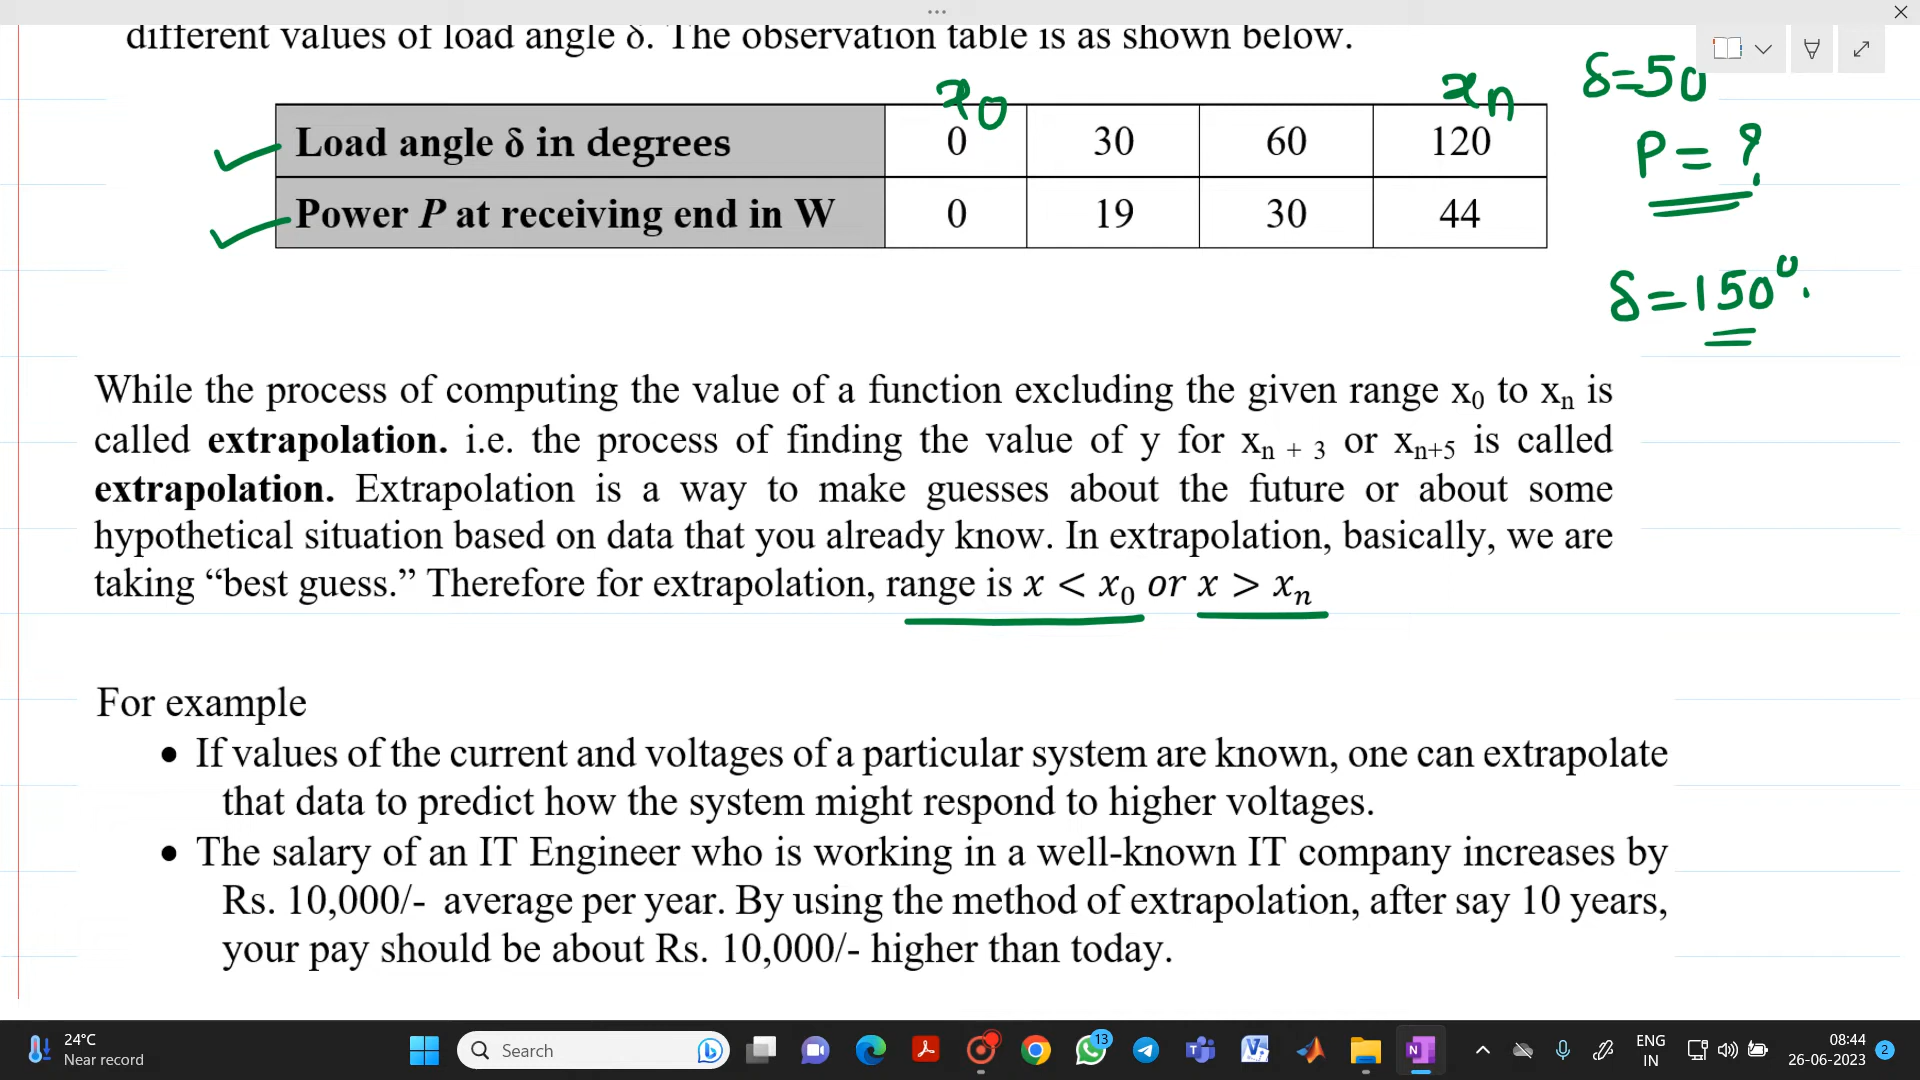 different values of load angle δ. The observation table is as shown below.
x0 xn δ=50
Load angle δ in degrees 0 30 60 120
P = ?
Power P at receiving end in W 0 19 30 44
δ=150⁰.
While the process of computing the value of a function excluding the given range x₀ to xₙ is
called extrapolation. i.e. the process of finding the value of y for xₙ ₊ ₃ or xₙ₊₅ is called
extrapolation. Extrapolation is a way to make guesses about the future or about some
hypothetical situation based on data that you already know. In extrapolation, basically, we are
taking “best guess.” Therefore for extrapolation, range is x < x₀ or x > xₙ
For example
• If values of the current and voltages of a particular system are known, one can extrapolate
that data to predict how the system might respond to higher voltages.
• The salary of an IT Engineer who is working in a well-known IT company increases by
Rs. 10,000/- average per year. By using the method of extrapolation, after say 10 years,
your pay should be about Rs. 10,000/- higher than today.
24°C
Near record
Search
13
ENG
IN
08:44
26-06-2023
2